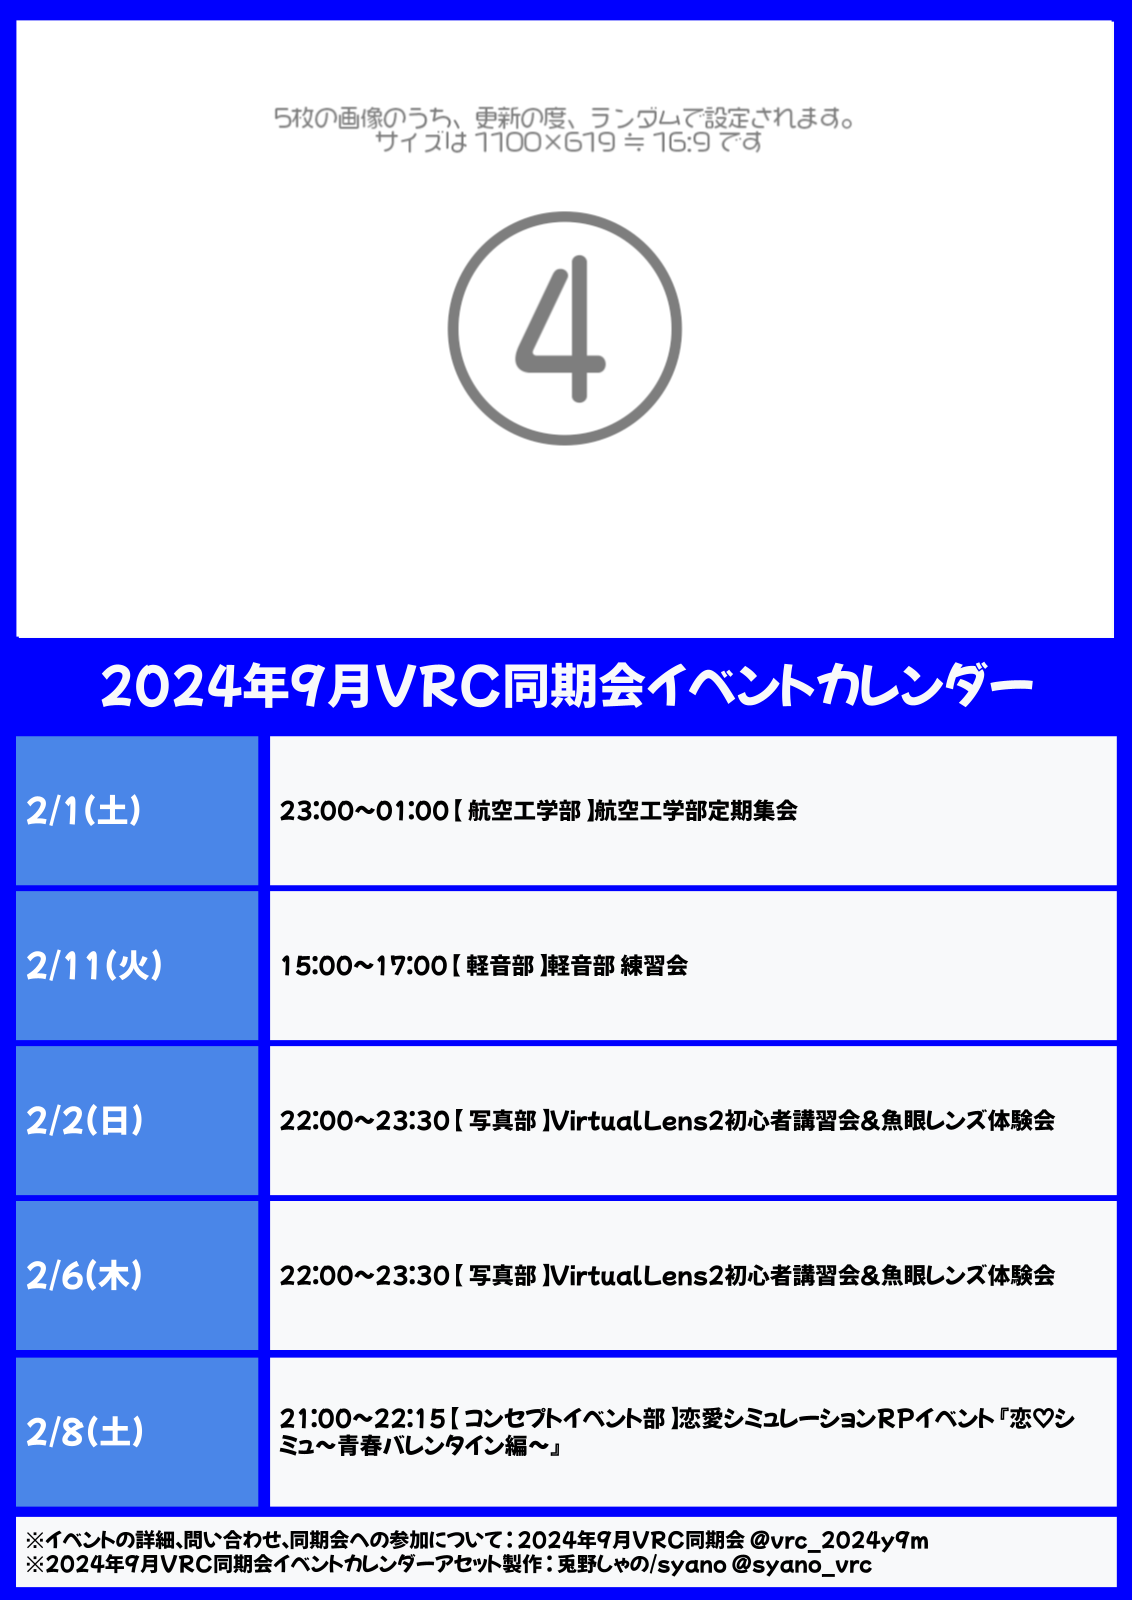 5枚の画像のうち、更新の度、ランダムで設定されます。
サイズは 1100×619 ≒ 16:9 です
4
2024年9月VRC同期会イベントカレンダー
2/1(土)
23:00～01:00【 航空工学部 】航空工学部定期集会
2/11(火)
15:00～17:00【 軽音部 】軽音部 練習会
2/2(日)
22:00～23:30【 写真部 】VirtualLens2初心者講習会&魚眼レンズ体験会
2/6(木)
22:00～23:30【 写真部 】VirtualLens2初心者講習会&魚眼レンズ体験会
2/8(土)
21:00～22:15【 コンセプトイベント部 】恋愛シミュレーションRPイベント『恋♡シ
ミュ～青春バレンタイン編～』
※イベントの詳細、問い合わせ、同期会への参加について：2024年9月VRC同期会 @vrc_2024y9m
※2024年9月VRC同期会イベントカレンダーアセット製作：兎野しゃの/syano @syano_vrc